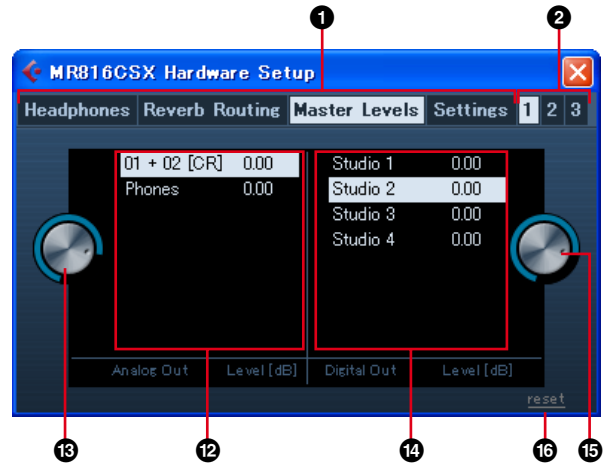 1 2
MR816CSX Hardware Setup
Headphones Reverb Routing Master Levels Settings 1 2 3
01 + 02 [CR] 0.00 Studio 1 0.00
Phones 0.00 Studio 2 0.00
Studio 3 0.00
Studio 4 0.00
Analog Out Level [dB] Digital Out Level [dB]
reset
13 12 14 16 15